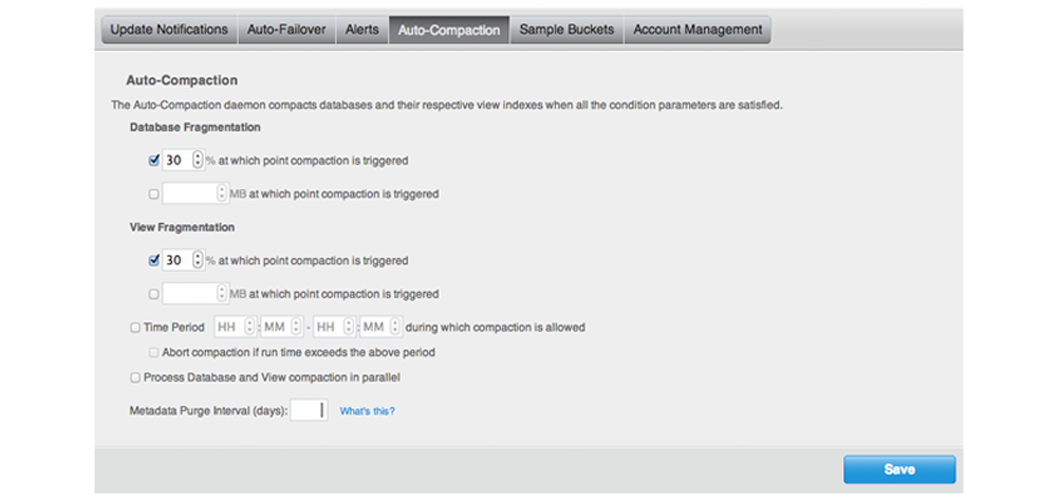 Update Notifications Auto-Failover Alerts Auto-Compaction Sample Buckets Account Management
Auto-Compaction
The Auto-Compaction daemon compacts databases and their respective view indexes when all the condition parameters are satisfied.
Database Fragmentation
30 % at which point compaction is triggered
MB at which point compaction is triggered
View Fragmentation
30 % at which point compaction is triggered
MB at which point compaction is triggered
Time Period HH : MM - HH : MM during which compaction is allowed
Abort compaction if run time exceeds the above period
Process Database and View compaction in parallel
Metadata Purge Interval (days): What's this?
Save